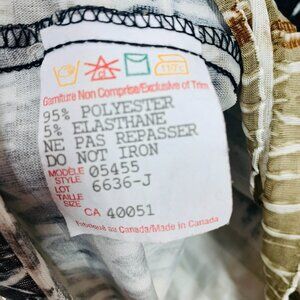 Garniture Non Comprise/Exclusive of Trim
95% POLYESTER
5% ELASTHANE
NE PAS REPASSER
DO NOT IRON
MODÈLE
STYLE 05455
LOT 6636-J
TAILLE
SIZE
CA 40051
Fabriqué au Canada/Made in Canada